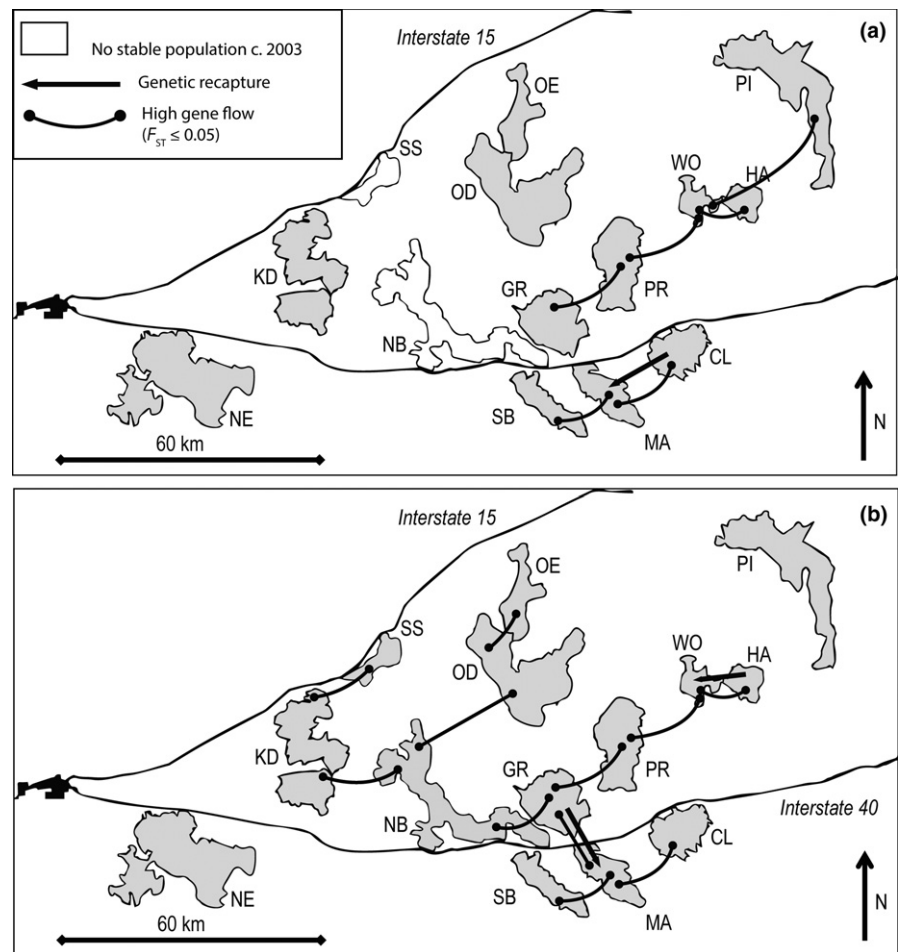 (a)
Interstate 15
No stable population c. 2003
Genetic recapture
High gene flow
(FST ≤ 0.05)
PI
OE
SS
WO
HA
OD
KD
GR
PR
NB
CL
SB
NE
MA
60 km
N
(b)
Interstate 15
PI
OE
SS
WO
HA
OD
KD
GR
PR
NB
Interstate 40
CL
SB
NE
MA
60 km
N